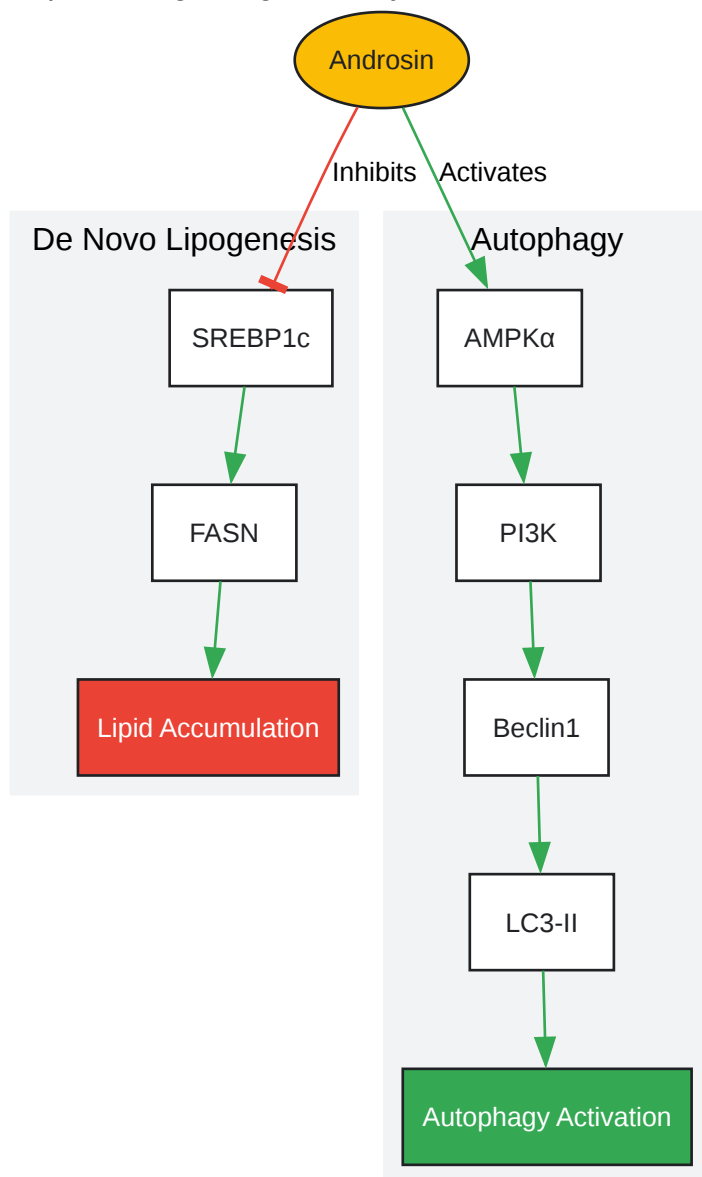 Androsin
Inhibits
Activates
De Novo Lipogenesis
Autophagy
SREBP1c
AMPKα
FASN
PI3K
Lipid Accumulation
Beclin1
LC3-II
Autophagy Activation